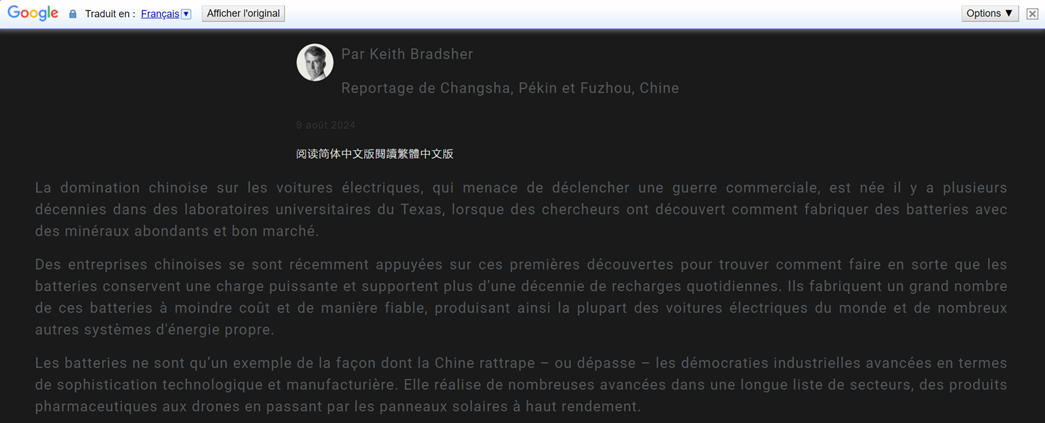 Google Traduit en : Français ▼ Afficher l'original Options ▼
Par Keith Bradsher
Reportage de Changsha, Pékin et Fuzhou, Chine
9 août 2024
阅读简体中文版閱讀繁體中文版
La domination chinoise sur les voitures électriques, qui menace de déclencher une guerre commerciale, est née il y a plusieurs
décennies dans des laboratoires universitaires du Texas, lorsque des chercheurs ont découvert comment fabriquer des batteries avec
des minéraux abondants et bon marché.
Des entreprises chinoises se sont récemment appuyées sur ces premières découvertes pour trouver comment faire en sorte que les
batteries conservent une charge puissante et supportent plus d'une décennie de recharges quotidiennes. Ils fabriquent un grand nombre
de ces batteries à moindre coût et de manière fiable, produisant ainsi la plupart des voitures électriques du monde et de nombreux
autres systèmes d'énergie propre.
Les batteries ne sont qu'un exemple de la façon dont la Chine rattrape – ou dépasse – les démocraties industrielles avancées en termes
de sophistication technologique et manufacturière. Elle réalise de nombreuses avancées dans une longue liste de secteurs, des produits
pharmaceutiques aux drones en passant par les panneaux solaires à haut rendement.